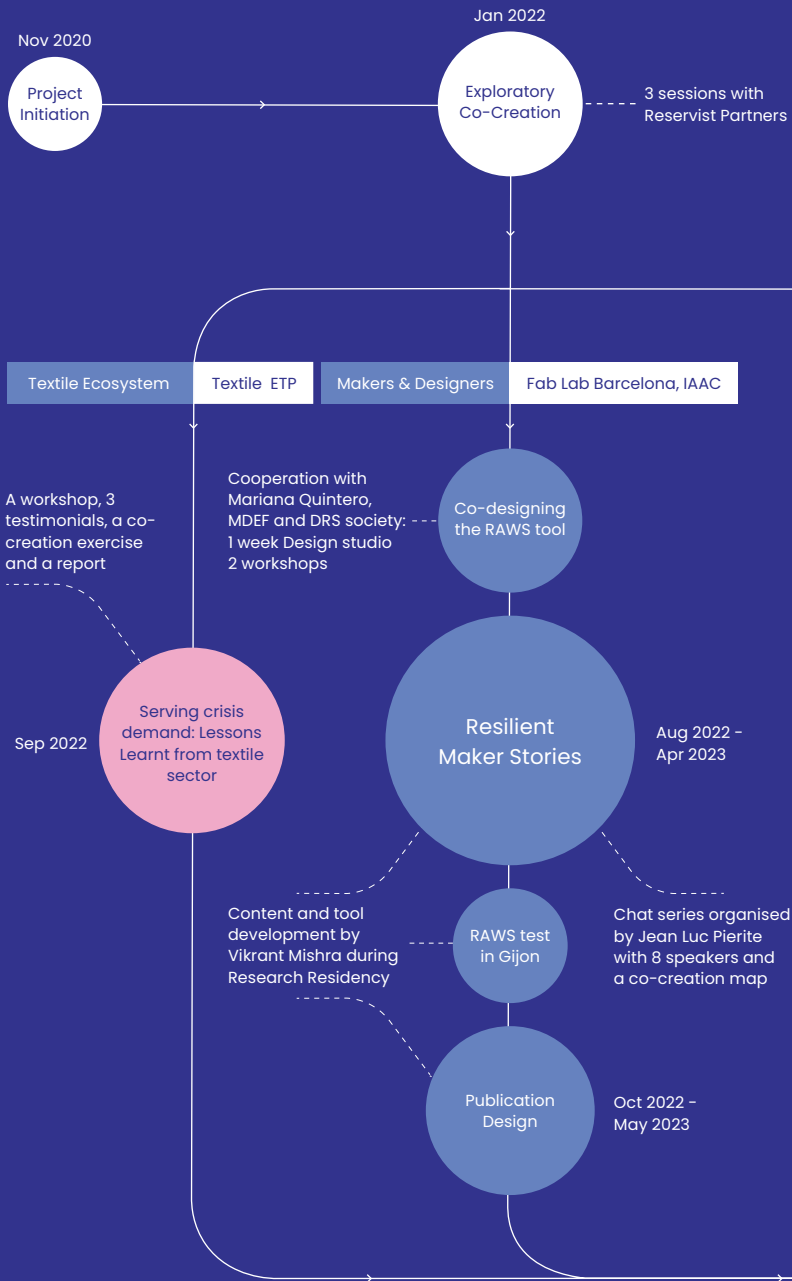 Jan 2022
Nov 2020
Project
Initiation
Exploratory
Co-Creation
3 sessions with
Reservist Partners
Textile Ecosystem
Textile ETP
Makers & Designers
Fab Lab Barcelona, IAAC
A workshop, 3
testimonials, a co-
creation exercise
and a report
Cooperation with
Mariana Quintero,
MDEF and DRS society:
1 week Design studio
2 workshops
Co-designing
the RAWS tool
Sep 2022
Serving crisis
demand: Lessons
Learnt from textile
sector
Resilient
Maker Stories
Aug 2022 -
Apr 2023
Content and tool
development by
Vikrant Mishra during
Research Residency
RAWS test
in Gijon
Chat series organised
by Jean Luc Pierite
with 8 speakers and
a co-creation map
Publication
Design
Oct 2022 -
May 2023